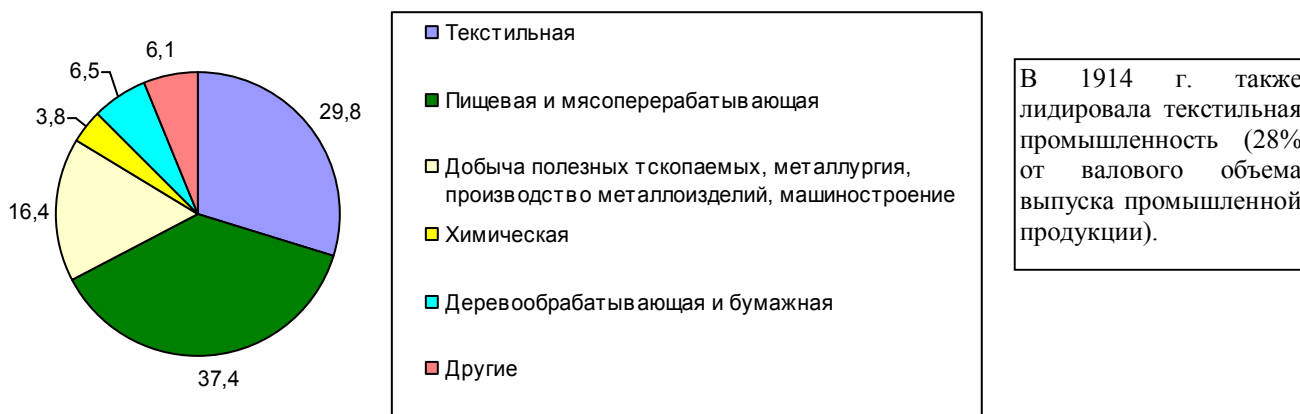 6,1
6,5
3,8
29,8
16,4
37,4
Текстильная
Пищевая и мясоперерабатывающая
Добыча полезных тскопаемых, металлургия,
производство металлоизделий, машиностроение
Химическая
Деревообрабатывающая и бумажная
Другие
В 1914 г. также
лидировала текстильная
промышленность (28%
от валового объема
выпуска промышленной
продукции).